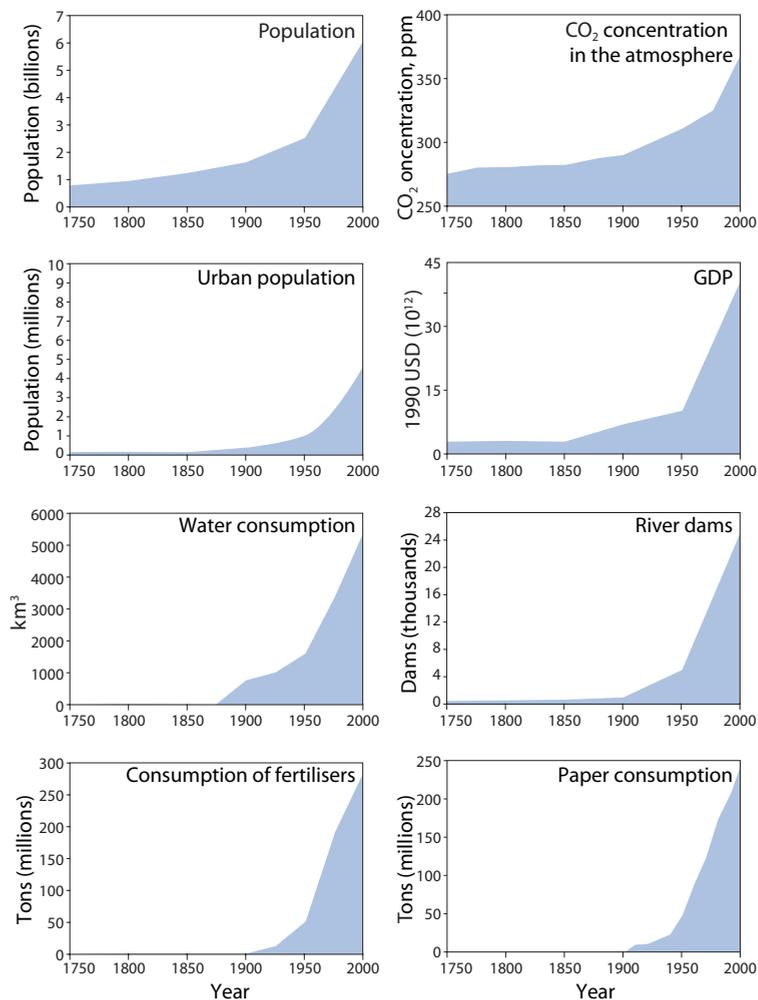 Population
Population (billions)
7
6
5
4
3
2
1
0
1750 1800 1850 1900 1950 2000
CO₂ concentration
in the atmosphere
CO₂ oncentration, ppm
400
350
300
250
1750 1800 1850 1900 1950 2000
Urban population
Population (millions)
10
9
8
7
6
5
4
3
2
1
0
1750 1800 1850 1900 1950 2000
GDP
1990 USD (10¹²)
45
30
15
0
1750 1800 1850 1900 1950 2000
Water consumption
km³
6000
5000
4000
3000
2000
1000
0
1750 1800 1850 1900 1950 2000
River dams
Dams (thousands)
28
24
20
16
12
8
4
0
1750 1800 1850 1900 1950 2000
Consumption of fertilisers
Tons (millions)
300
250
200
150
100
50
0
1750 1800 1850 1900 1950 2000
Year
Paper consumption
Tons (millions)
250
200
150
100
50
0
1750 1800 1850 1900 1950 2000
Year